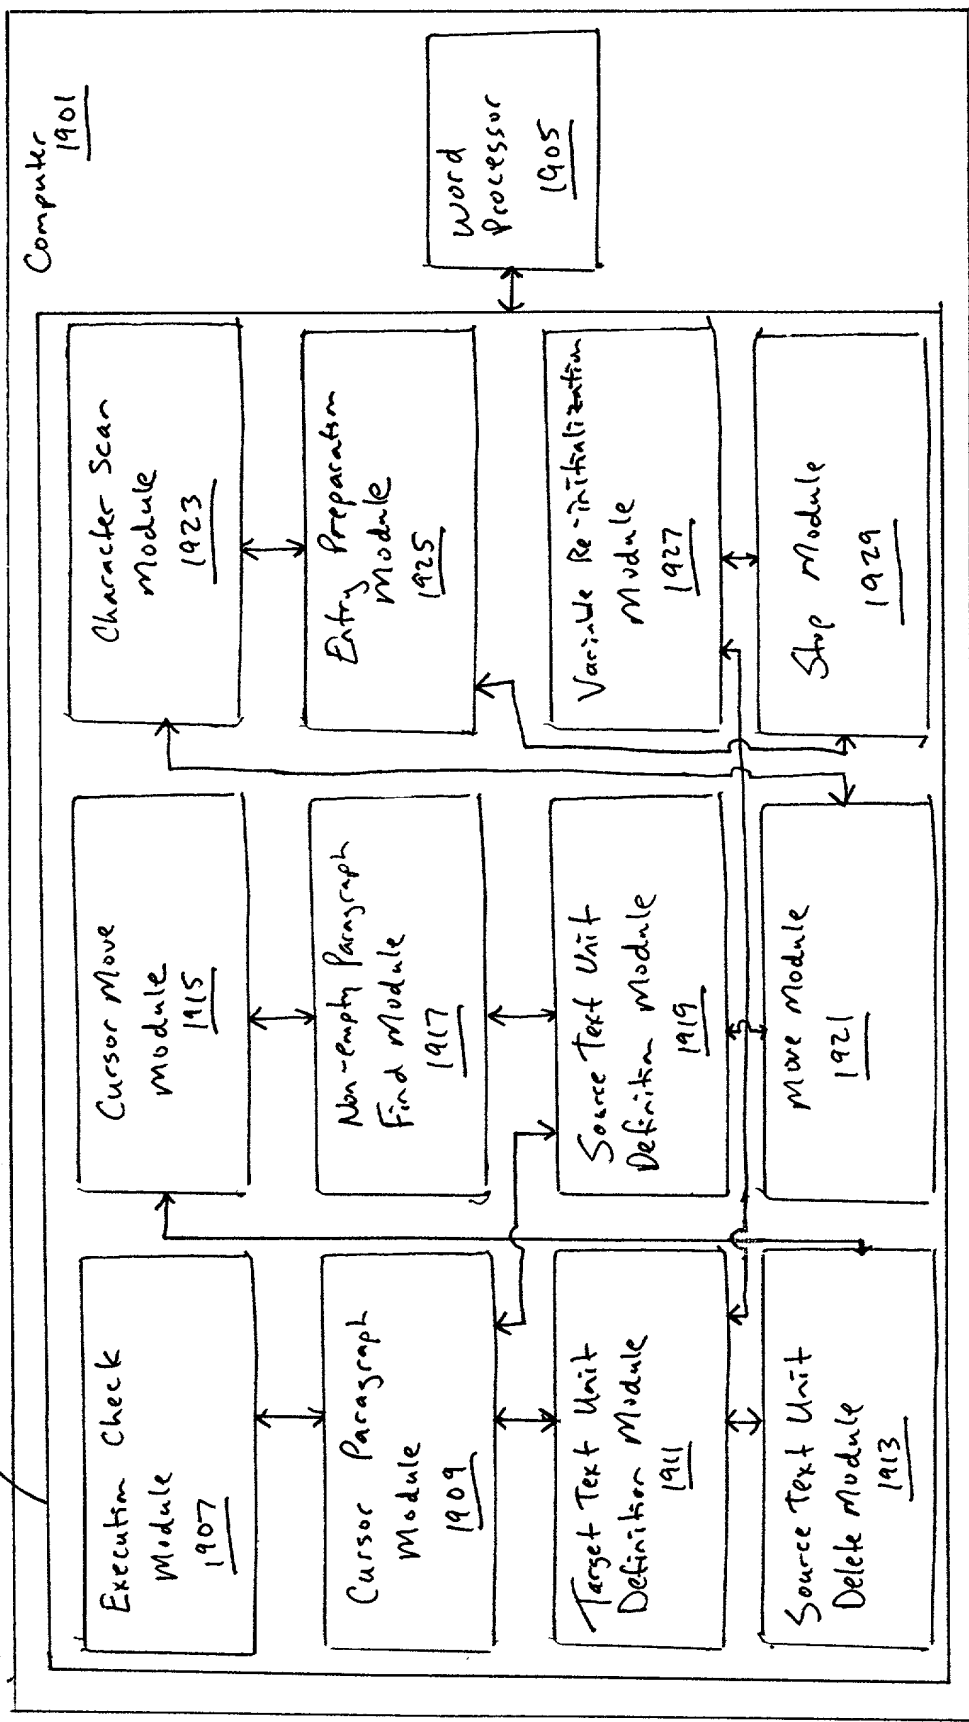 Computer
1901
Word
Processor
1905
Execution Check
Module
1907
Cursor Paragraph
Module
1909
Target Text Unit
Definition Module
1911
Source Text Unit
Delete Module
1913
Cursor Move
Module
1915
Non-empty Paragraph
Find Module
1917
Source Text Unit
Definition Module
1919
Move Module
1921
Character Scan
Module
1923
Entry Preparation
Module
1925
Variable Re-initialization
Module
1927
Stop Module
1929